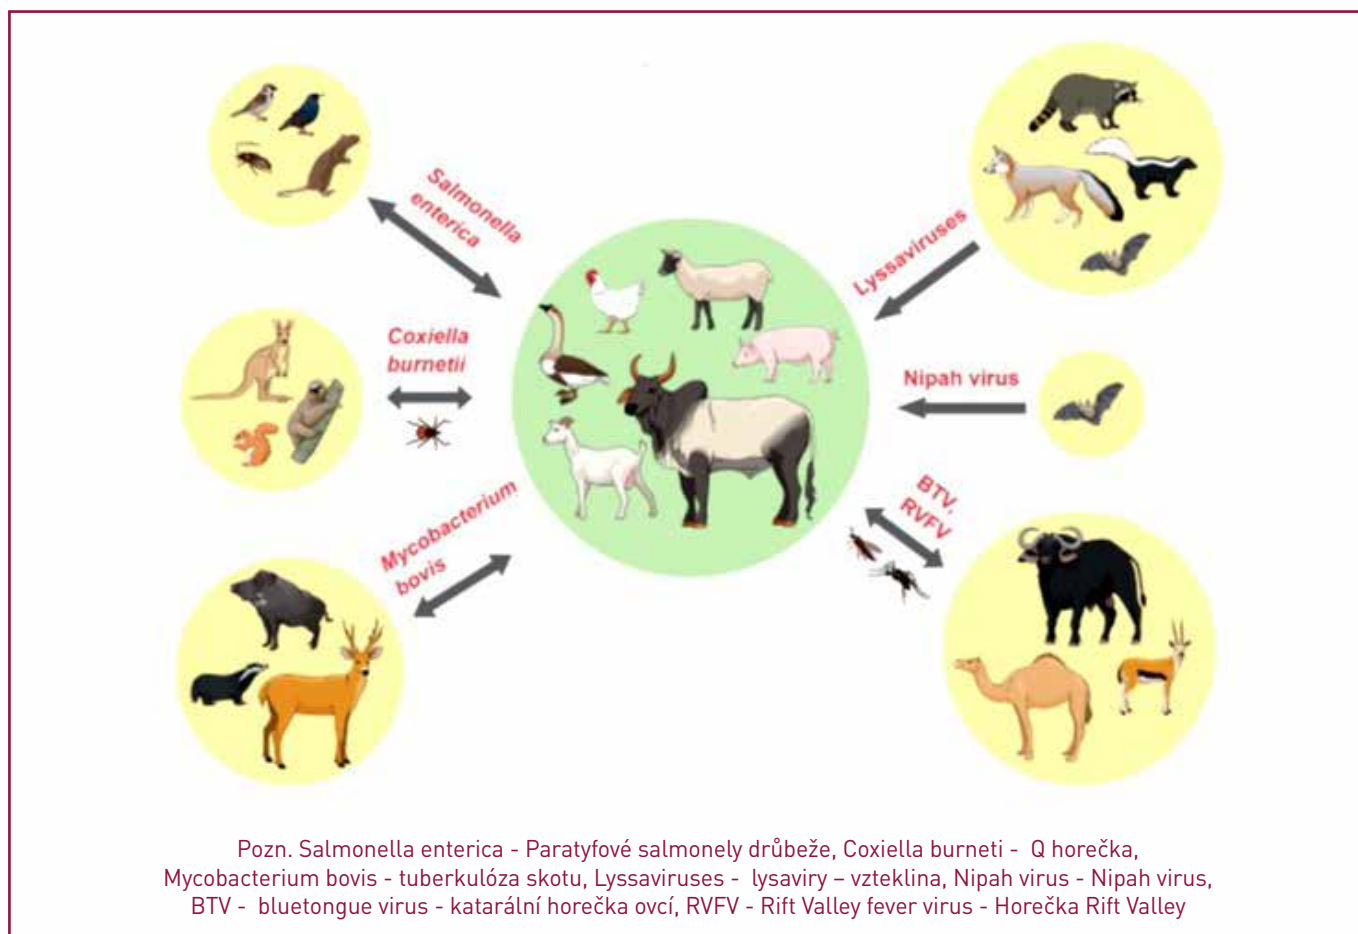 Salmonella
enterica
Coxiella
burnetii
Mycobacterium
bovis
Lyssaviruses
Nipah virus
BTV,
RVFV
Pozn. Salmonella enterica - Paratyfové salmonely drůbeže, Coxiella burneti - Q horečka,
Mycobacterium bovis - tuberkulóza skotu, Lyssaviruses - lysaviry – vzteklina, Nipah virus - Nipah virus,
BTV - bluetongue virus - katarální horečka ovcí, RVFV - Rift Valley fever virus - Horečka Rift Valley